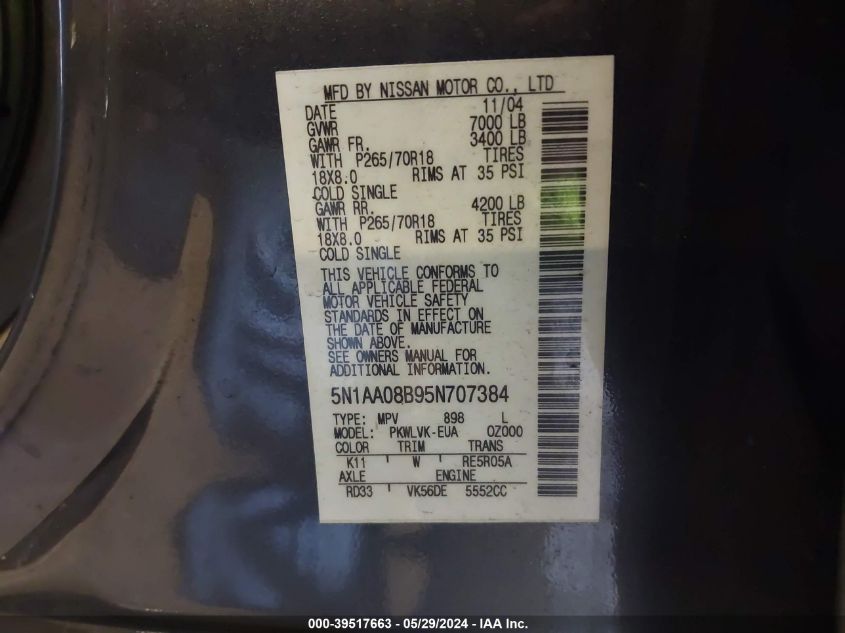 MFD BY NISSAN MOTOR CO., LTD
DATE 11/04
GVWR 7000 LB
GAWR FR. 3400 LB
WITH P265/70R18 TIRES
18X8.0 RIMS AT 35 PSI
COLD SINGLE
GAWR RR. 4200 LB
WITH P265/70R18 TIRES
18X8.0 RIMS AT 35 PSI
COLD SINGLE
THIS VEHICLE CONFORMS TO
ALL APPLICABLE FEDERAL
MOTOR VEHICLE SAFETY
STANDARDS IN EFFECT ON
THE DATE OF MANUFACTURE
SHOWN ABOVE.
SEE OWNERS MANUAL FOR
ADDITIONAL INFORMATION.
5N1AA08B95N707384
TYPE: MPV 898 L
MODEL: PKWLVK-EUA OZ000
COLOR TRIM TRANS
K11 W RE5R05A
AXLE ENGINE
RD33 VK56DE 5552CC
000-39517663 - 05/29/2024 - IAA Inc.